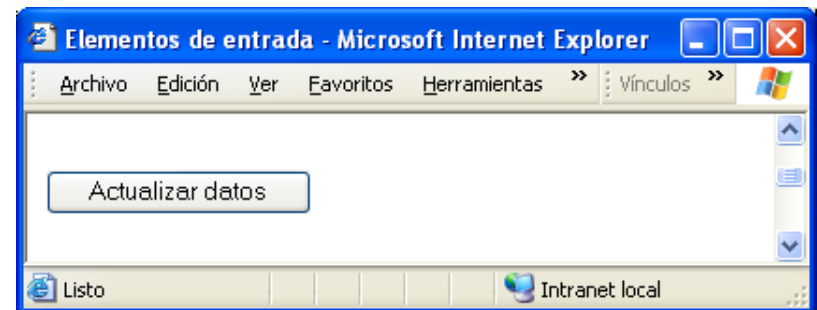 Elementos de entrada - Microsoft Internet Explorer
Archivo Edición Ver Favoritos Herramientas » Vínculos »
Actualizar datos
Listo Intranet local